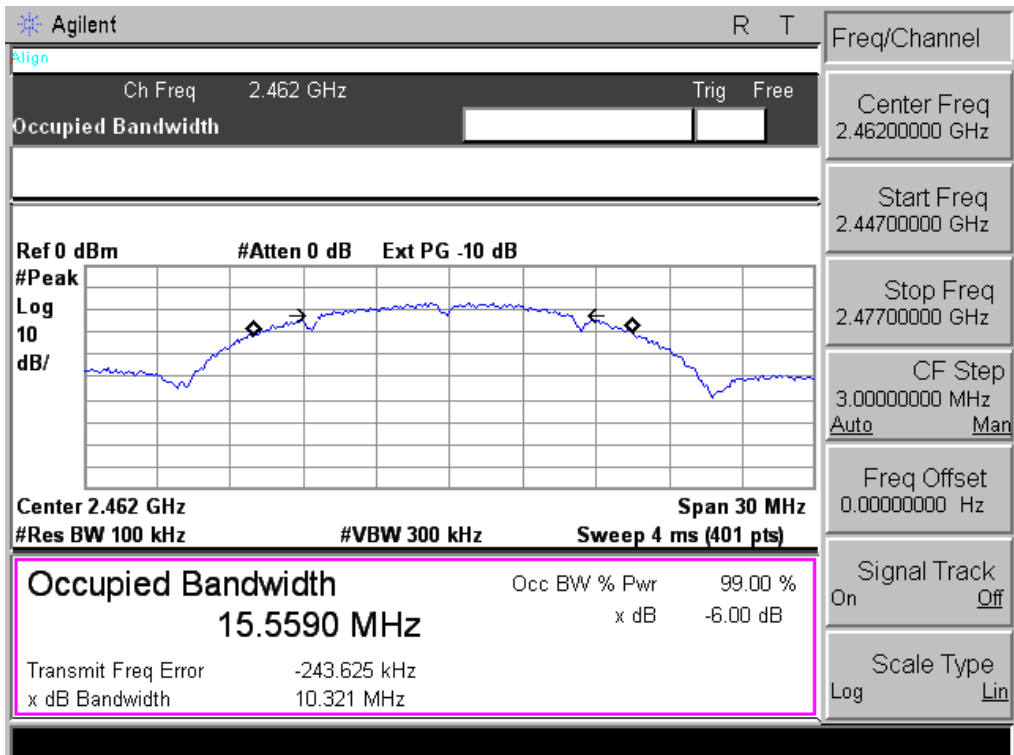 Agilent R T
Align
Ch Freq 2.462 GHz Trig Free
Occupied Bandwidth
Ref 0 dBm #Atten 0 dB Ext PG -10 dB
#Peak
Log
10
dB/
Center 2.462 GHz Span 30 MHz
#Res BW 100 kHz #VBW 300 kHz Sweep 4 ms (401 pts)
Occupied Bandwidth Occ BW % Pwr 99.00 %
15.5590 MHz x dB -6.00 dB
Transmit Freq Error -243.625 kHz
x dB Bandwidth 10.321 MHz
Freq/Channel
Center Freq
2.46200000 GHz
Start Freq
2.44700000 GHz
Stop Freq
2.47700000 GHz
CF Step
3.00000000 MHz
Auto Man
Freq Offset
0.00000000 Hz
Signal Track
On Off
Scale Type
Log Lin